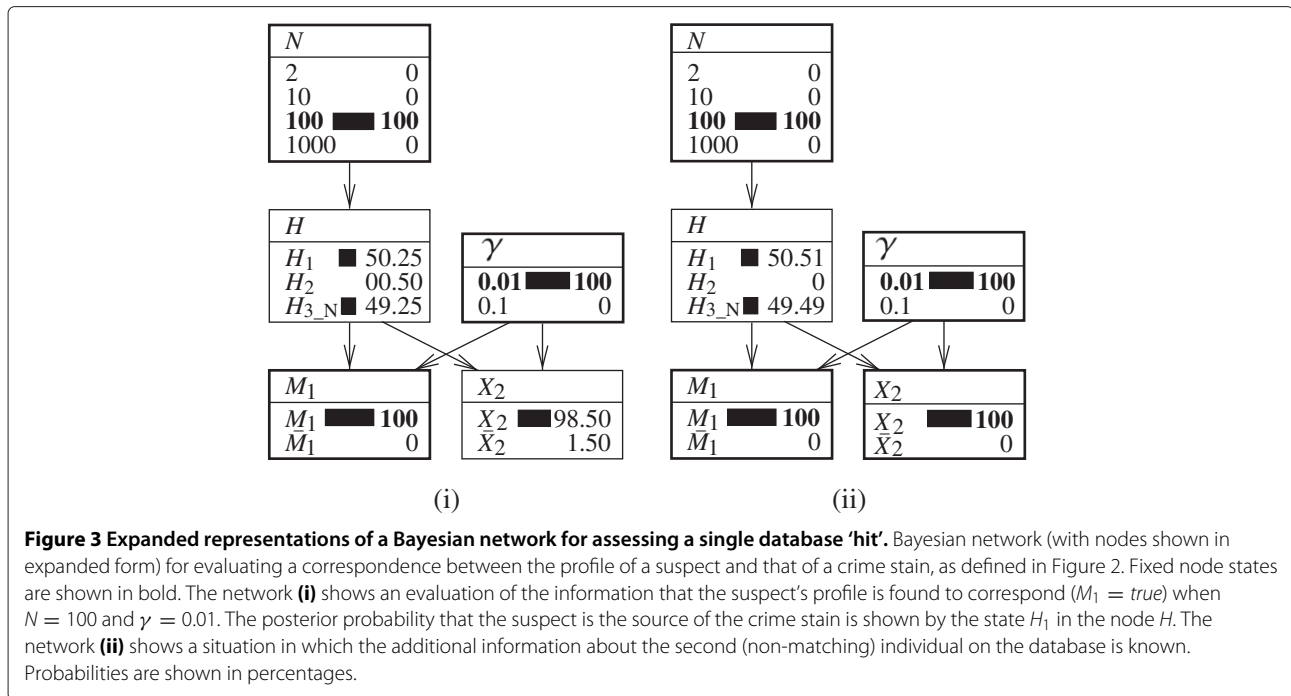 N
2 0
10 0
100 100
1000 0
H
H1 50.25
H2 00.50
H3_N 49.25
γ
0.01 100
0.1 0
M1
M1 100
M̄1 0
X2
X2 98.50
X̄2 1.50
(i)
N
2 0
10 0
100 100
1000 0
H
H1 50.51
H2 0
H3_N 49.49
γ
0.01 100
0.1 0
M1
M1 100
M̄1 0
X2
X2 100
X̄2 0
(ii)
Figure 3 Expanded representations of a Bayesian network for assessing a single database ‘hit’. Bayesian network (with nodes shown in
expanded form) for evaluating a correspondence between the profile of a suspect and that of a crime stain, as defined in Figure 2. Fixed node states
are shown in bold. The network (i) shows an evaluation of the information that the suspect’s profile is found to correspond (M1 = true) when
N = 100 and γ = 0.01. The posterior probability that the suspect is the source of the crime stain is shown by the state H1 in the node H. The
network (ii) shows a situation in which the additional information about the second (non-matching) individual on the database is known.
Probabilities are shown in percentages.